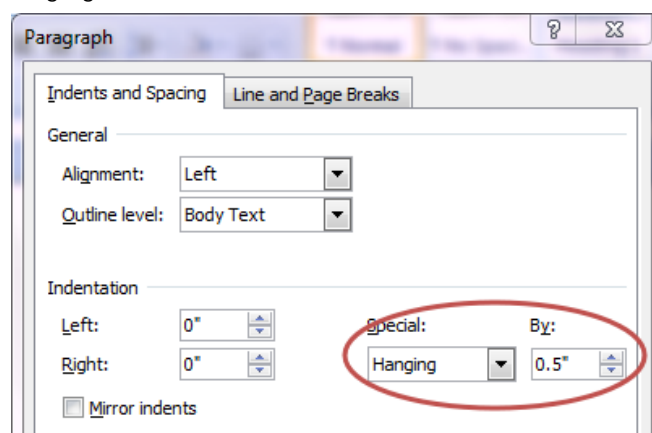 Paragraph ?
Indents and Spacing Line and Page Breaks
General
Alignment: Left
Outline level: Body Text
Indentation
Left: 0" Special: By:
Right: 0" Hanging 0.5"
Mirror indents